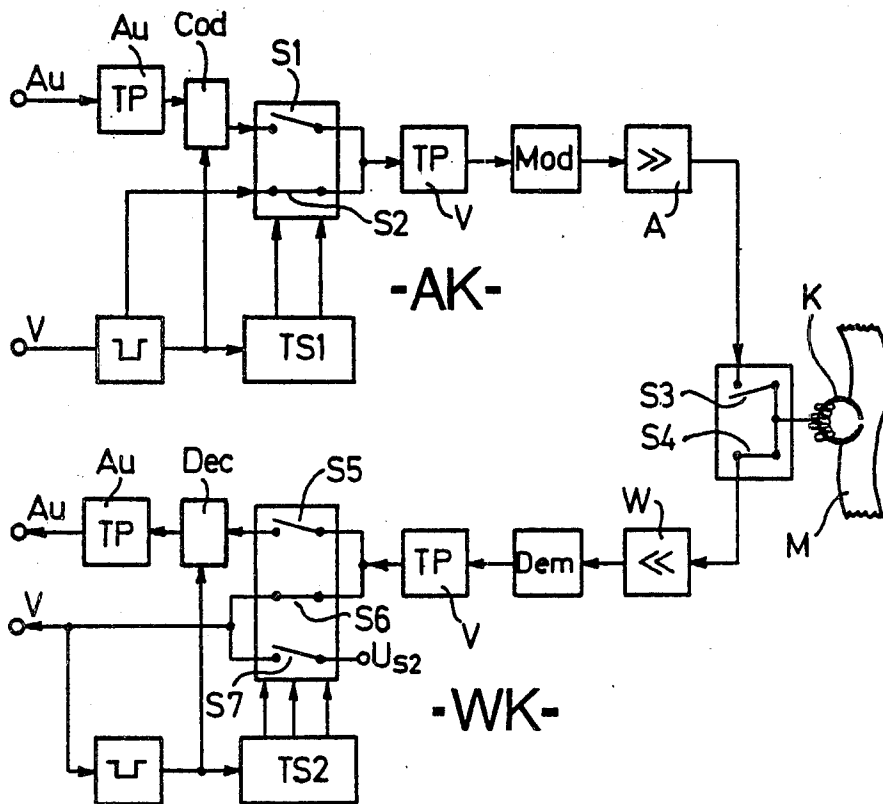 Au
Cod
Au
S1
TP
TP
Mod
≫
S2
V
A
-AK-
V
TS1
K
S3
S4
Au
Dec
S5
W
Au
TP
TP
Dem
≪
M
V
S6
V
U_S2
S7
-WK-
TS2